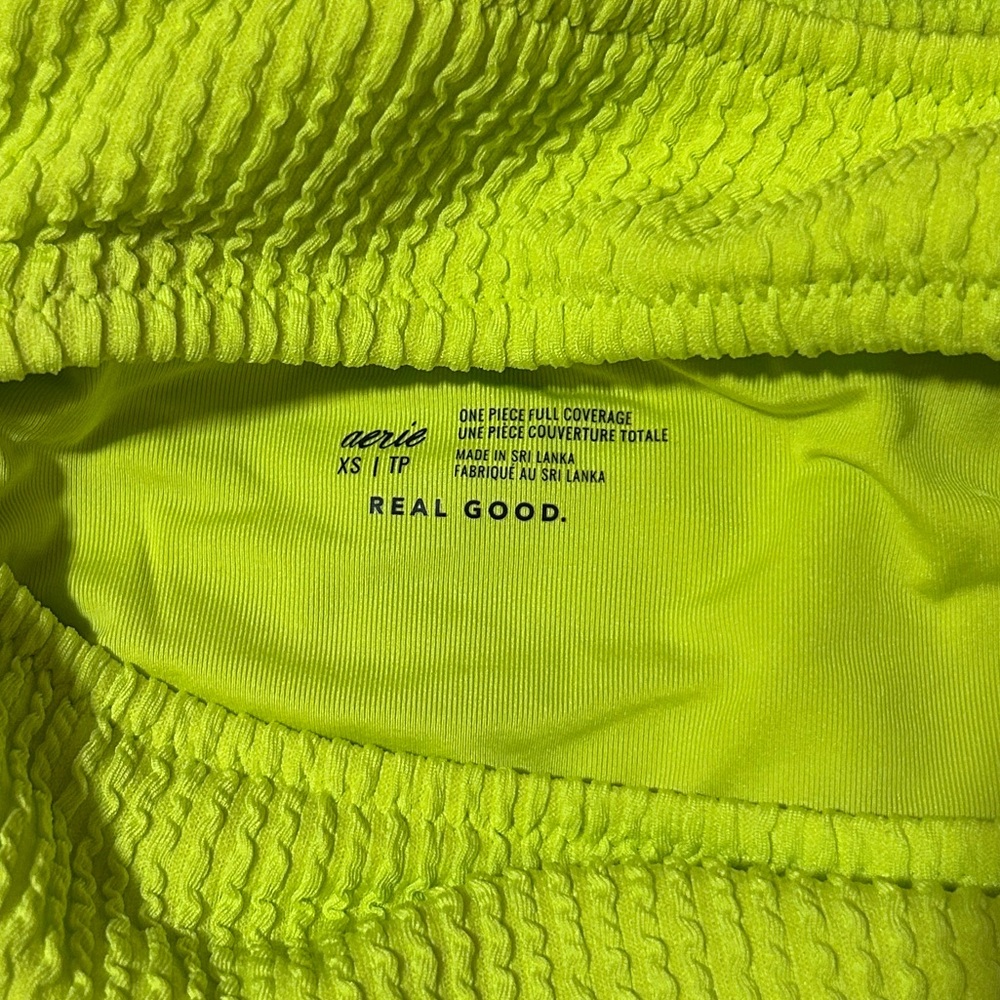 aerie
XS | TP
ONE PIECE FULL COVERAGE
UNE PIÈCE COUVERTURE TOTALE
MADE IN SRI LANKA
FABRIQUÉ AU SRI LANKA
REAL GOOD.